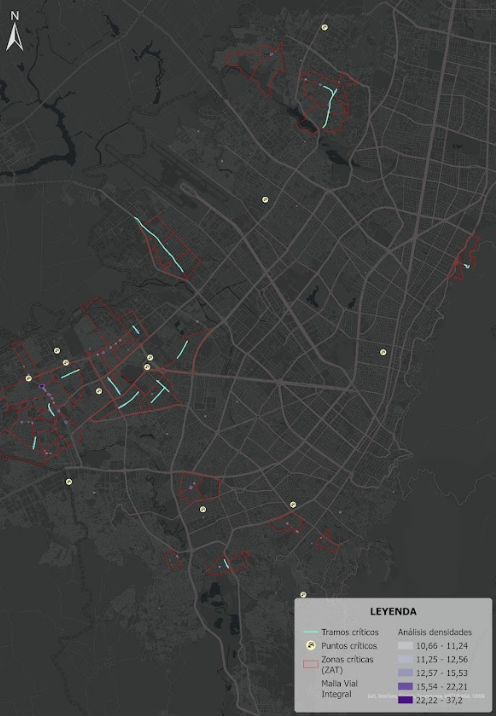 N
LEYENDA
Tramos críticos
Puntos críticos
Zonas críticas
(ZAT)
Malla Vial
Integral
Análisis densidades
10,66 - 11,24
11,25 - 12,56
12,57 - 15,53
15,54 - 22,21
22,22 - 37,2